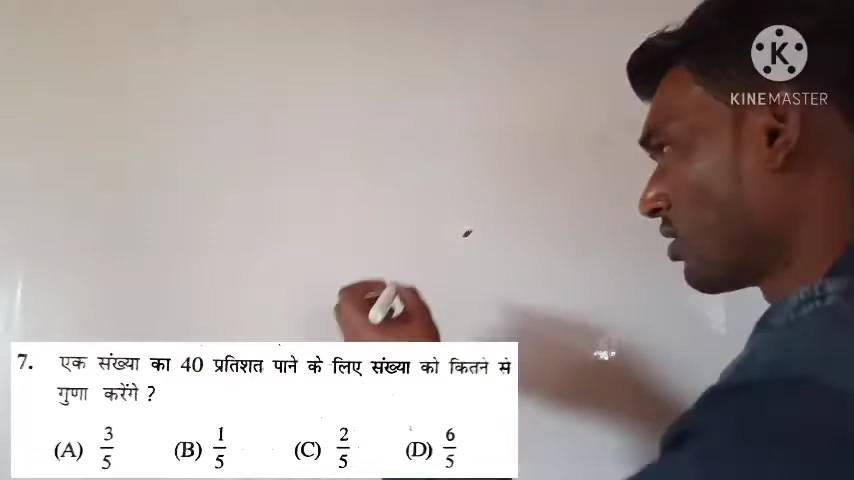 K
KINEMASTER
7. एक संख्या का 40 प्रतिशत पाने के लिए संख्या को कितने से
गुणा करेंगे ?
(A) 3/5 (B) 1/5 (C) 2/5 (D) 6/5